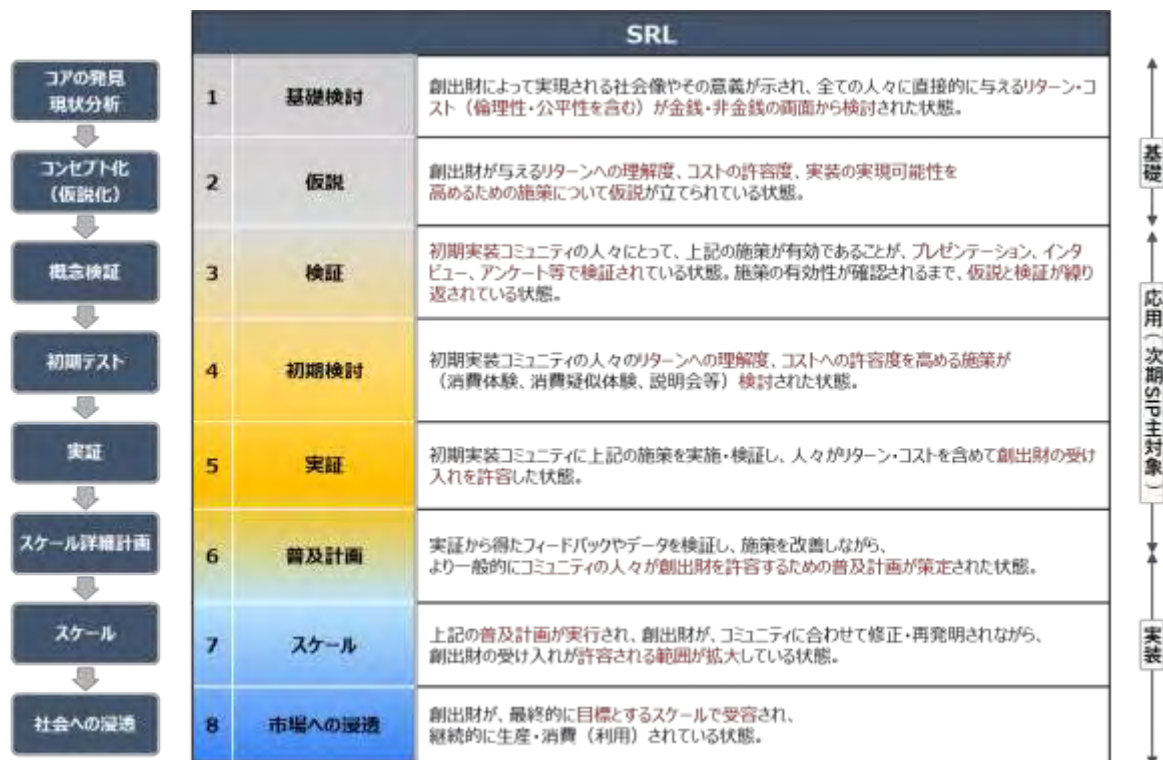 SRL
コアの発見
現状分析
1
基礎検討
創出財によって実現される社会像やその意義が示され、全ての人々に直接的に与えるリターン・コ
スト（倫理性・公平性を含む）が金銭・非金銭の両面から検討された状態。
コンセプト化
（仮説化）
2
仮説
創出財が与えるリターンへの理解度、コストの許容度、実装の実現可能性を
高めるための施策について仮説が立てられている状態。
基礎
概念検証
3
検証
初期実装コミュニティの人々にとって、上記の施策が有効であることが、プレゼンテーション、インタ
ビュー、アンケート等で検証されている状態。施策の有効性が確認されるまで、仮説と検証が繰り
返されている状態。
初期テスト
4
初期検討
初期実装コミュニティの人々のリターンへの理解度、コストへの許容度を高める施策が
（消費体験、消費疑似体験、説明会等）検討された状態。
応用（次期SIP主対象）
実証
5
実証
初期実装コミュニティに上記の施策を実施・検証し、人々がリターン・コストを含めて創出財の受け
入れを許容した状態。
スケール詳細計画
6
普及計画
実証から得たフィードバックやデータを検証し、施策を改善しながら、
より一般的にコミュニティの人々が創出財を許容するための普及計画が策定された状態。
スケール
7
スケール
上記の普及計画が実行され、創出財が、コミュニティに合わせて修正・再発明されながら、
創出財の受け入れが許容される範囲が拡大している状態。
実装
社会への浸透
8
市場への浸透
創出財が、最終的に目標とするスケールで受容され、
継続的に生産・消費（利用）されている状態。